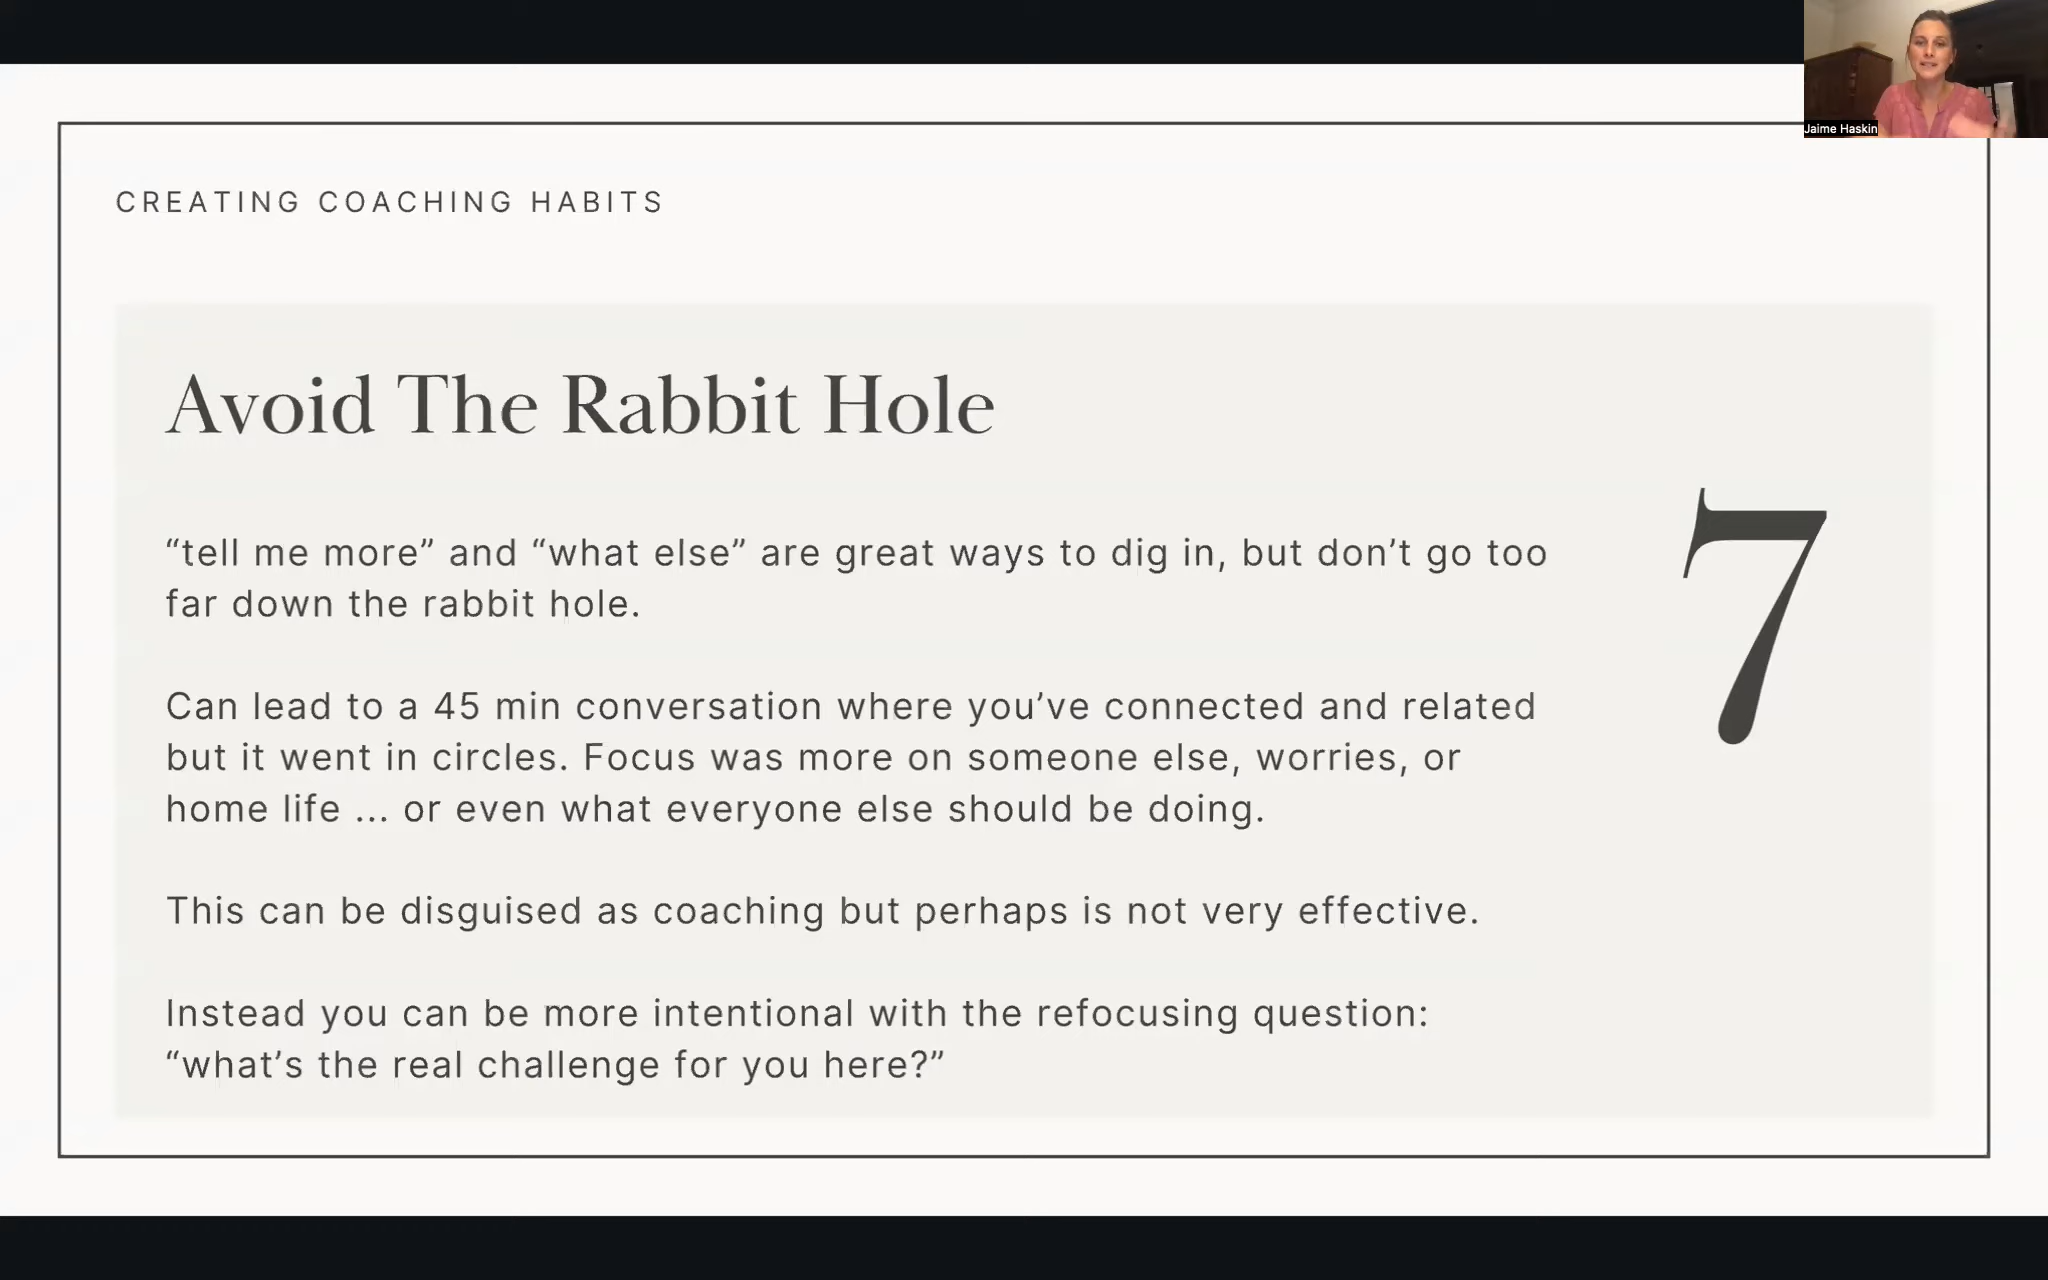 Jaime Haskin
CREATING COACHING HABITS
Avoid The Rabbit Hole
“tell me more” and “what else” are great ways to dig in, but don’t go too
far down the rabbit hole.
Can lead to a 45 min conversation where you’ve connected and related
but it went in circles. Focus was more on someone else, worries, or
home life ... or even what everyone else should be doing.
This can be disguised as coaching but perhaps is not very effective.
Instead you can be more intentional with the refocusing question:
“what’s the real challenge for you here?”
7